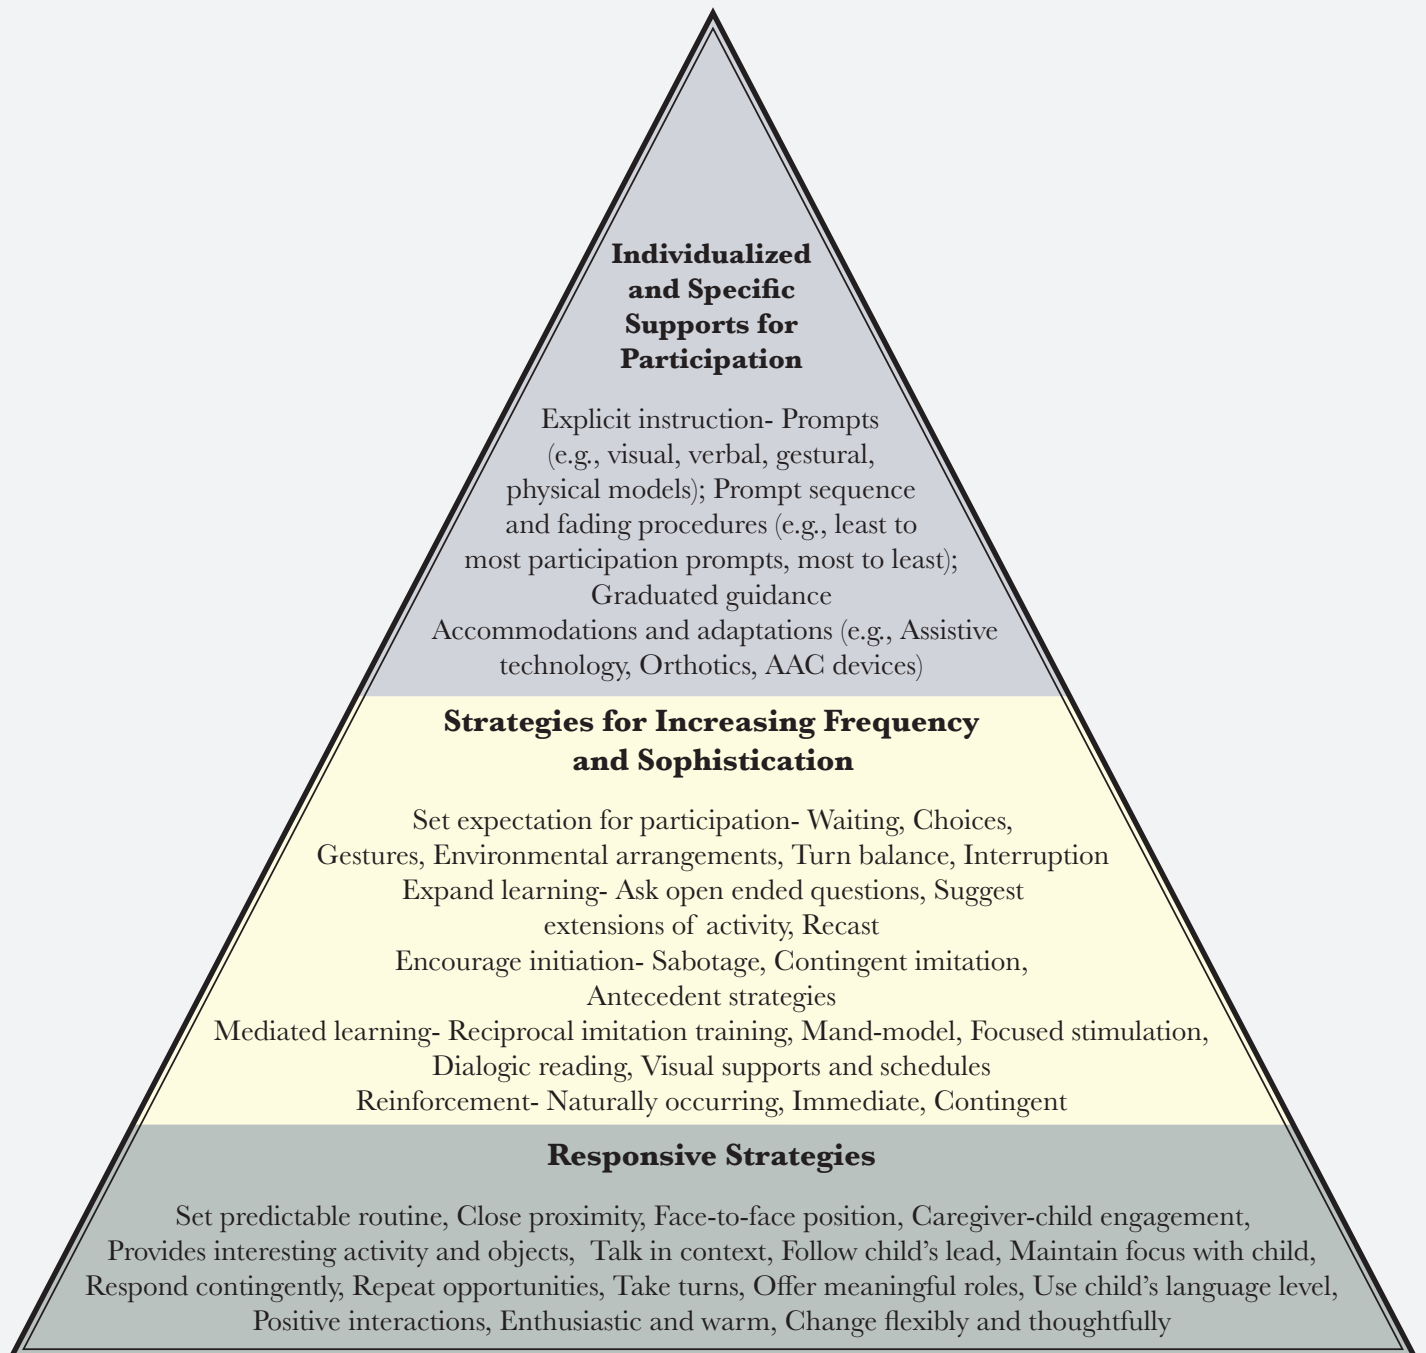 Individualized
and Specific
Supports for
Participation
Explicit instruction- Prompts
(e.g., visual, verbal, gestural,
physical models); Prompt sequence
and fading procedures (e.g., least to
most participation prompts, most to least);
Graduated guidance
Accommodations and adaptations (e.g., Assistive
technology, Orthotics, AAC devices)
Strategies for Increasing Frequency
and Sophistication
Set expectation for participation- Waiting, Choices,
Gestures, Environmental arrangements, Turn balance, Interruption
Expand learning- Ask open ended questions, Suggest
extensions of activity, Recast
Encourage initiation- Sabotage, Contingent imitation,
Antecedent strategies
Mediated learning- Reciprocal imitation training, Mand-model, Focused stimulation,
Dialogic reading, Visual supports and schedules
Reinforcement- Naturally occurring, Immediate, Contingent
Responsive Strategies
Set predictable routine, Close proximity, Face-to-face position, Caregiver-child engagement,
Provides interesting activity and objects, Talk in context, Follow child's lead, Maintain focus with child,
Respond contingently, Repeat opportunities, Take turns, Offer meaningful roles, Use child's language level,
Positive interactions, Enthusiastic and warm, Change flexibly and thoughtfully